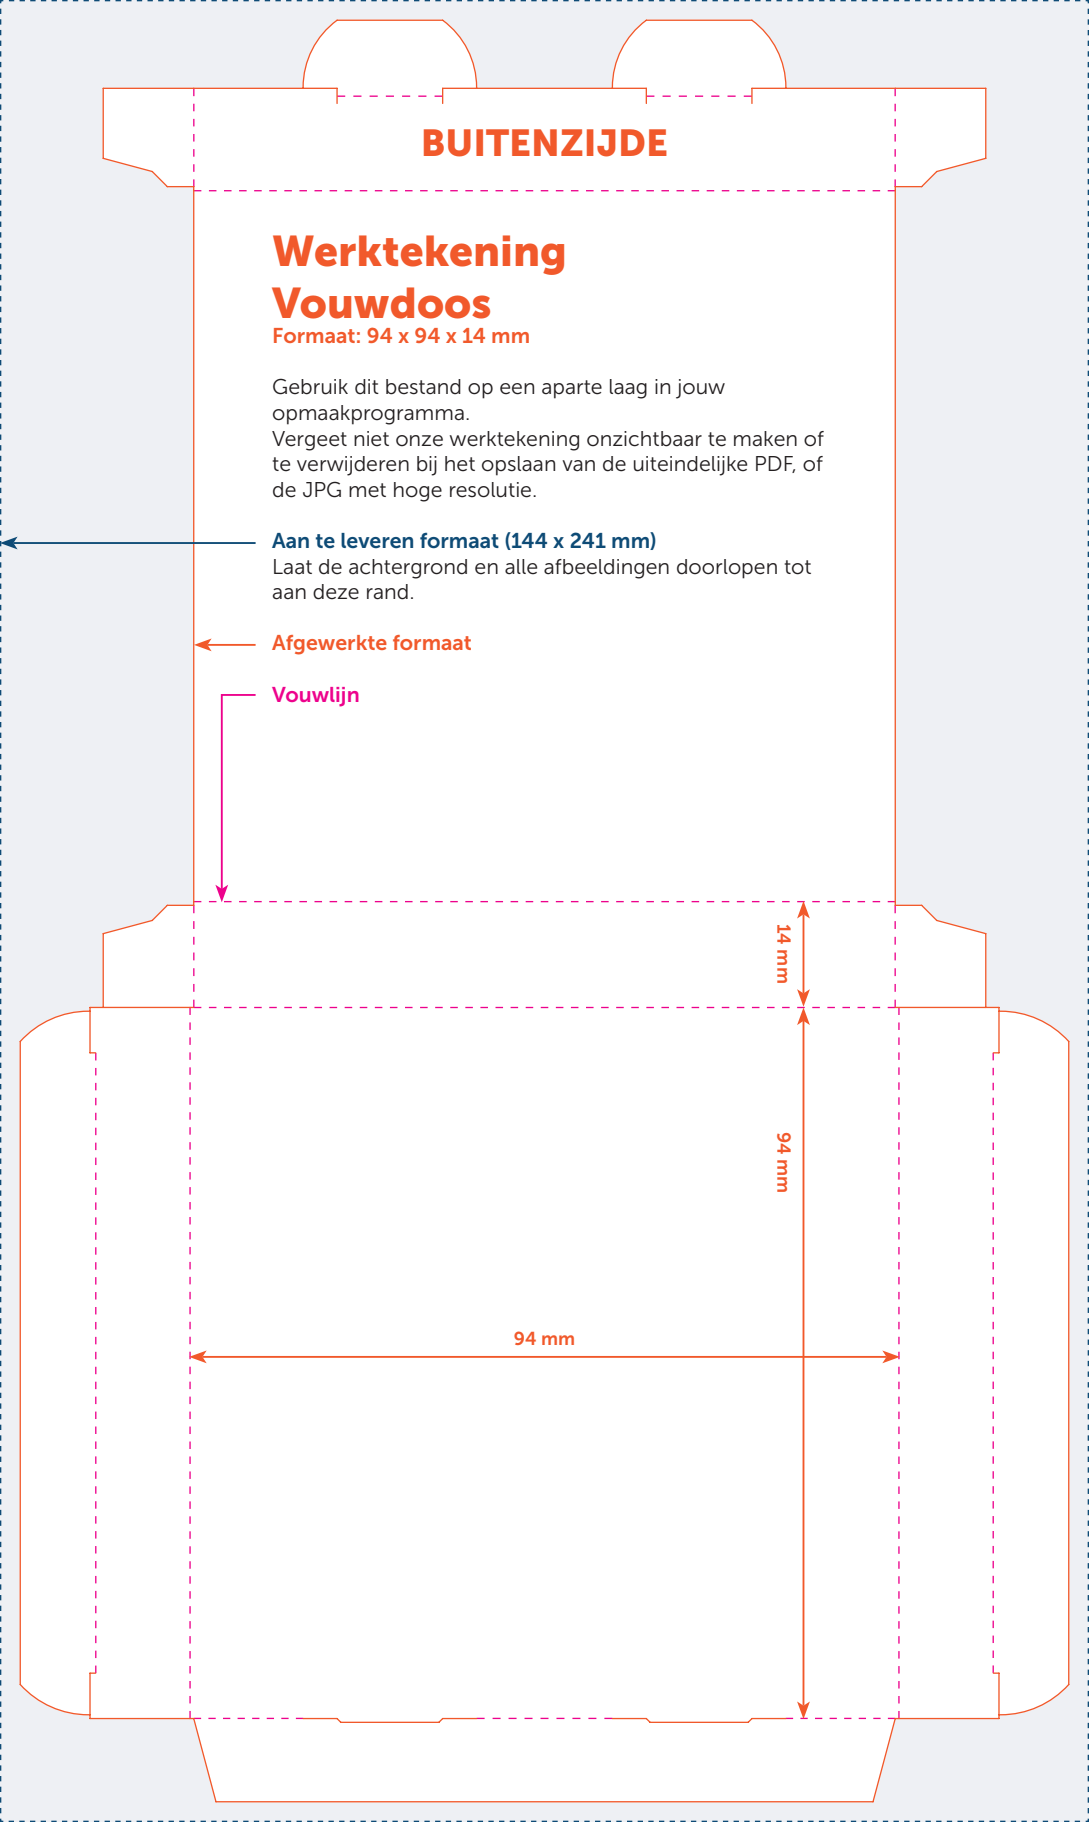 BUITENZIJDE
Werktekening
Vouwdoos
Formaat: 94 x 94 x 14 mm
Gebruik dit bestand op een aparte laag in jouw
opmaakprogramma.
Vergeet niet onze werktekening onzichtbaar te maken of
te verwijderen bij het opslaan van de uiteindelijke PDF, of
de JPG met hoge resolutie.
Aan te leveren formaat (144 x 241 mm)
Laat de achtergrond en alle afbeeldingen doorlopen tot
aan deze rand.
Afgewerkte formaat
Vouwlijn
14 mm
94 mm
94 mm